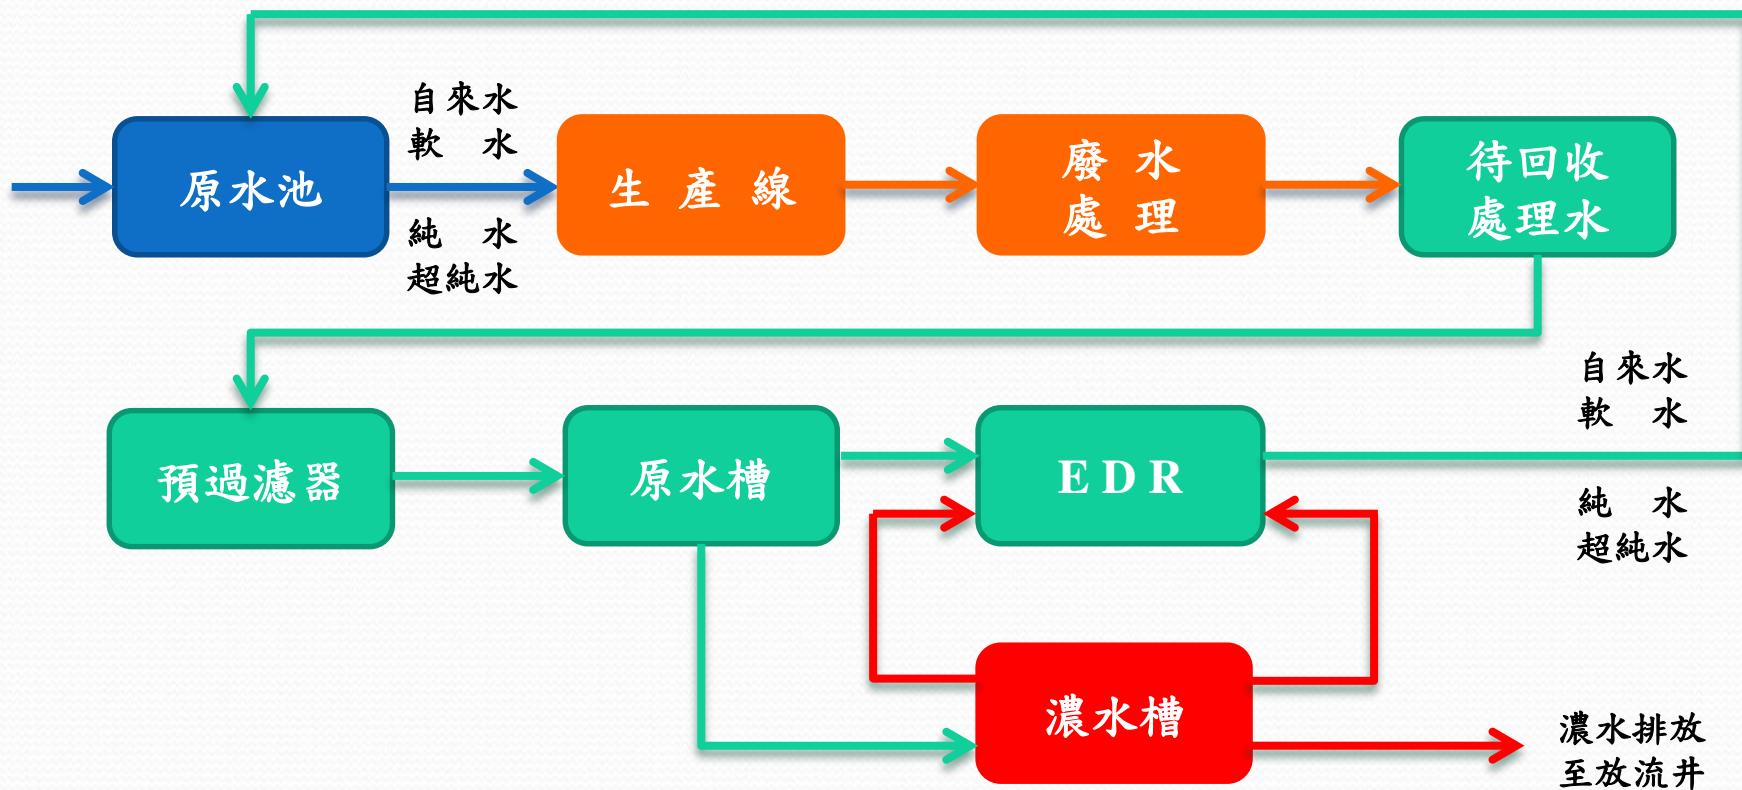 自來水
軟　水
原水池
純　水
超純水
生 產 線
廢 水
處 理
待回收
處理水
預過濾器
原水槽
E D R
自來水
軟　水
純　水
超純水
濃水槽
濃水排放
至放流井